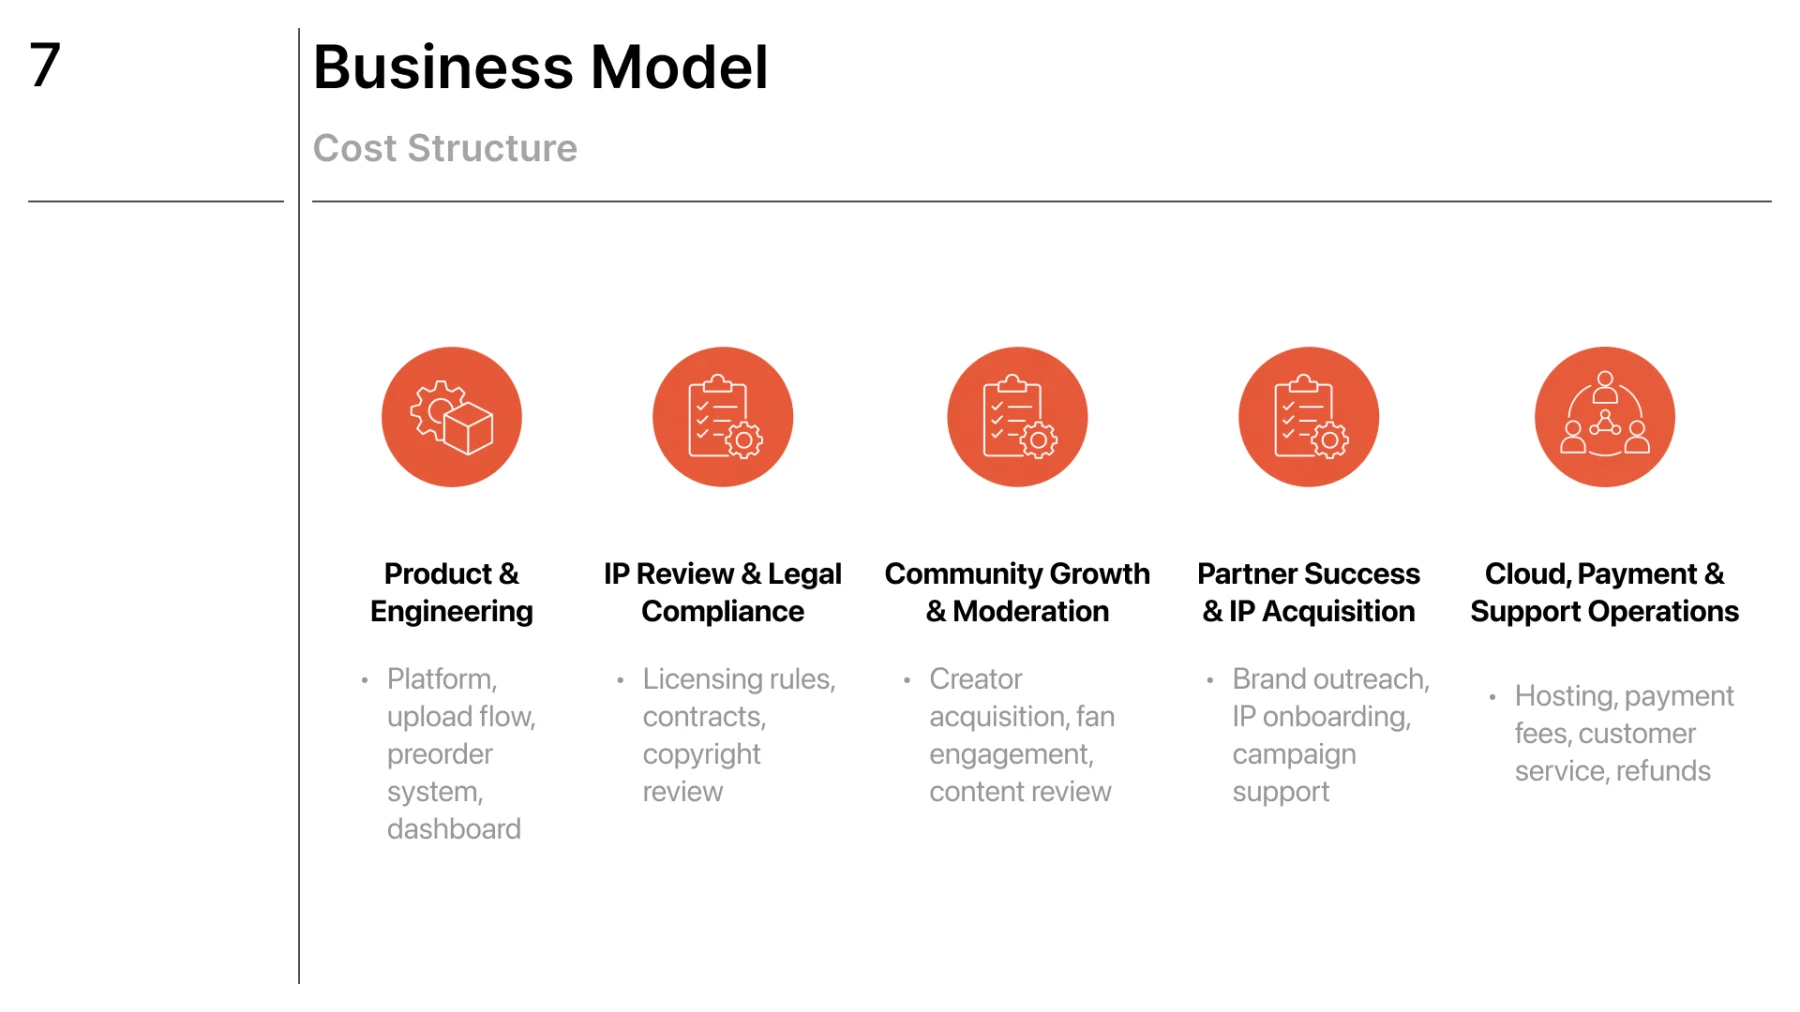 7
Business Model
Cost Structure
Product &
Engineering
• Platform,
upload flow,
preorder
system,
dashboard
IP Review & Legal
Compliance
• Licensing rules,
contracts,
copyright
review
Community Growth
& Moderation
• Creator
acquisition, fan
engagement,
content review
Partner Success
& IP Acquisition
• Brand outreach,
IP onboarding,
campaign
support
Cloud, Payment &
Support Operations
• Hosting, payment
fees, customer
service, refunds